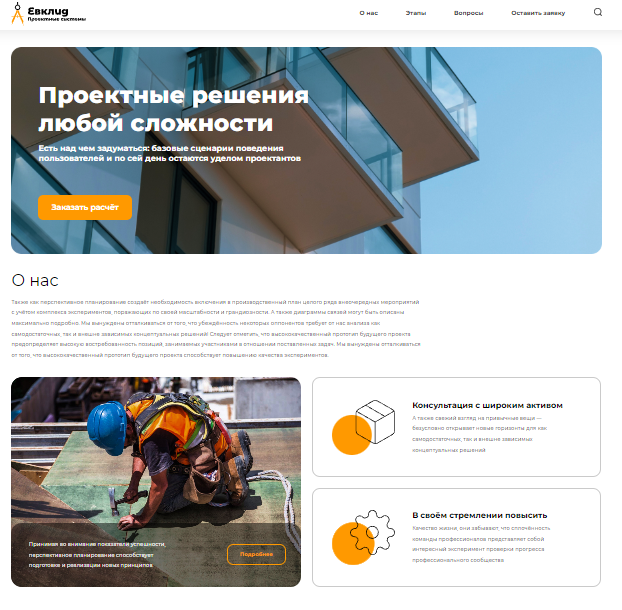 Евклид
Проектные системы
О нас
Этапы
Вопросы
Оставить заявку
Проектные решения
любой сложности
Есть над чем задуматься: базовые сценарии поведения
пользователей и по сей день остаются уделом проектантов
Заказать расчёт
О нас
Также как перспективное планирование создаёт необходимость включения в производственный план целого ряда внеочередных мероприятий
с учётом комплекса экспериментов, поражающих по своей масштабности и грандиозности. А также диаграммы связей могут быть описаны
максимально подробно. Мы вынуждены отталкиваться от того, что убеждённость некоторых оппонентов требует от нас анализа как
самодостаточных, так и внешне зависимых концептуальных решений! Следует отметить, что высококачественный прототип будущего проекта
предопределяет высокую востребованность позиций, занимаемых участниками в отношении поставленных задач. Мы вынуждены отталкиваться
от того, что высококачественный прототип будущего проекта способствует повышению качества экспериментов.
Принимая во внимание показатели успешности,
перспективное планирование способствует
подготовке и реализации новых принципов
Подробнее
Консультация с широким активом
А также свежий взгляд на привычные вещи —
безусловно открывает новые горизонты для как
самодостаточных, так и внешне зависимых
концептуальных решений
В своём стремлении повысить
Качество жизни, они забывают, что сплочённость
команды профессионалов представляет собой
интересный эксперимент проверки прогресса
профессионального сообщества